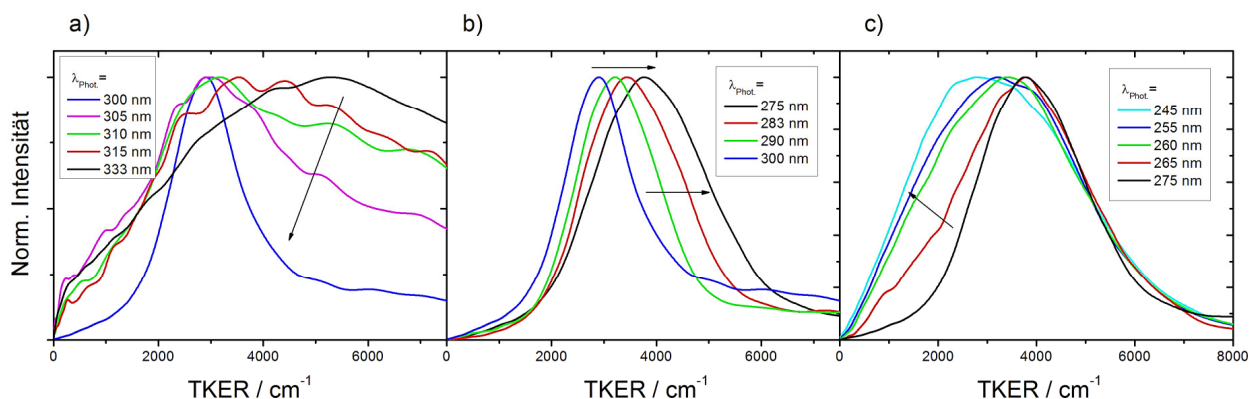 a)
b)
c)
Norm. Intensität
λPhot.=
300 nm
305 nm
310 nm
315 nm
333 nm
λPhot.=
275 nm
283 nm
290 nm
300 nm
λPhot.=
245 nm
255 nm
260 nm
265 nm
275 nm
0 2000 4000 6000
0 2000 4000 6000
0 2000 4000 6000 8000
TKER / cm⁻¹
TKER / cm⁻¹
TKER / cm⁻¹